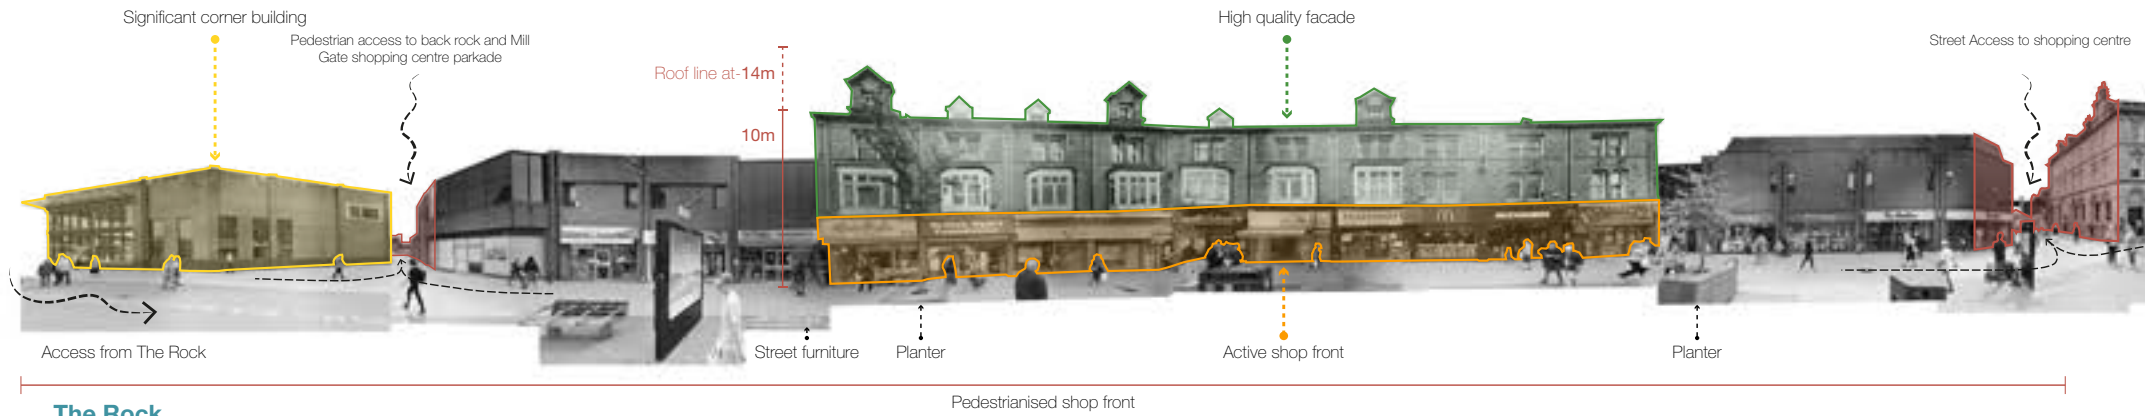 Significant corner building
High quality facade
Pedestrian access to back rock and Mill
Gate shopping centre parkade
Street Access to shopping centre
Roof line at-14m
10m
Access from The Rock
Street furniture
Planter
Active shop front
Planter
Pedestrianised shop front
The Rock